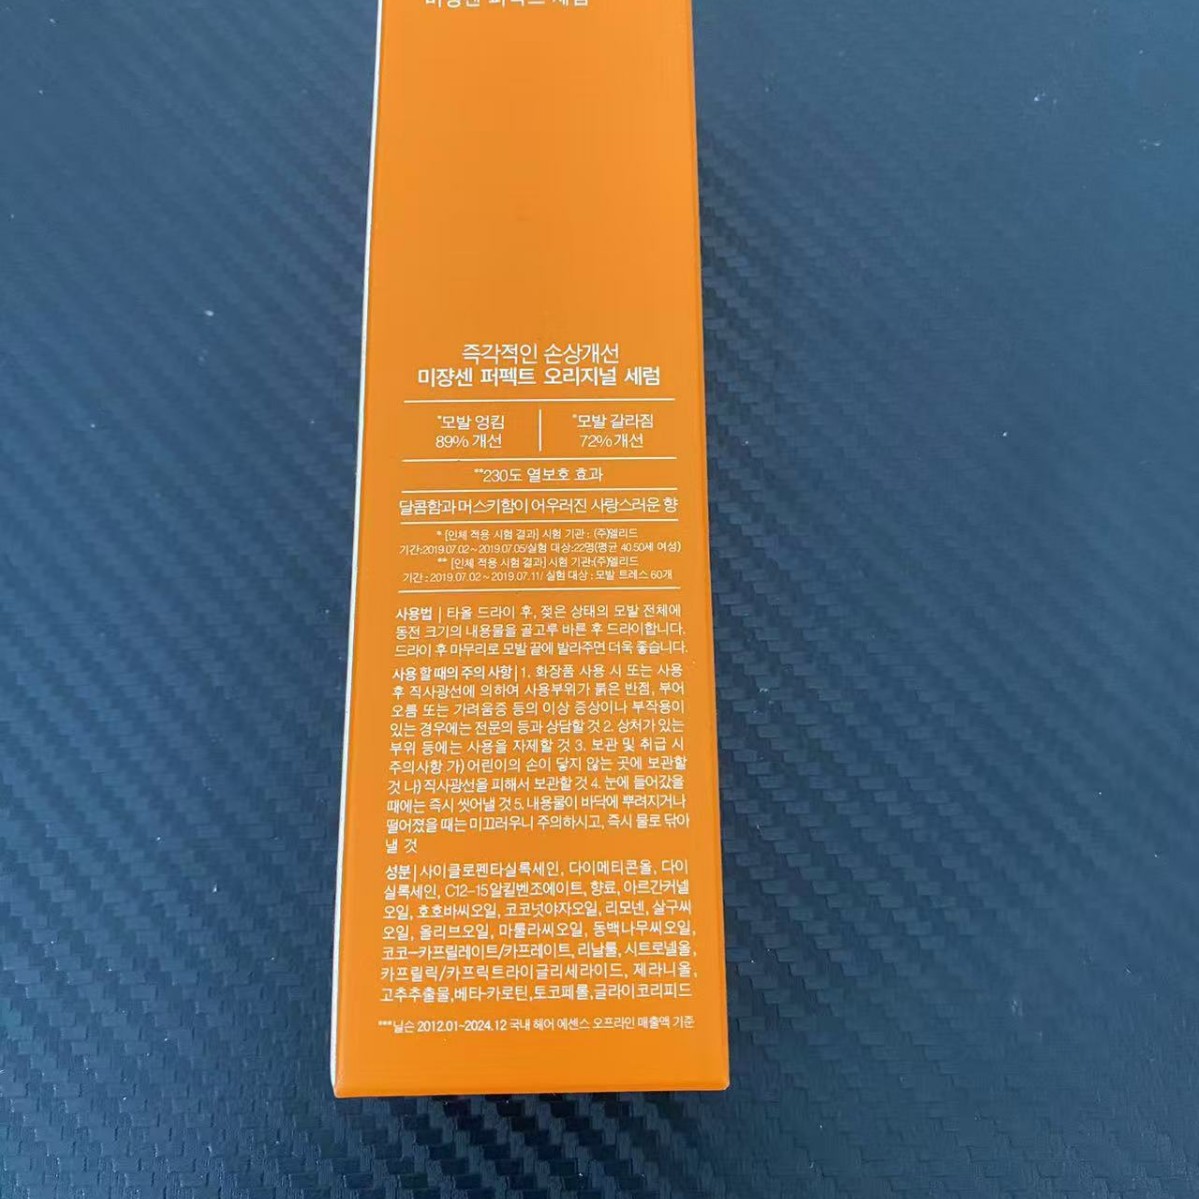 미쟝센 퍼펙트 세럼
즉각적인 손상개선
미쟝센 퍼펙트 오리지널 세럼
*모발 엉킴
89% 개선
*모발 갈라짐
72%개선
**230도 열보호 효과
달콤함과 머스키함이 어우러진 사랑스러운 향
* [인체 적용 시험 결과] 시험 기관 : (주)엘리드
기간:2019.07.02~2019.07.05/실험 대상:22명(평균 40.50세 여성)
** [인체 적용 시험 결과] 시험 기관:(주)엘리드
기간 : 2019.07.02~2019.07.11/ 실험 대상 : 모발 트레스 60개
사용법 | 타올 드라이 후, 젖은 상태의 모발 전체에
동전 크기의 내용물을 골고루 바른 후 드라이합니다.
드라이 후 마무리로 모발 끝에 발라주면 더욱 좋습니다.
사용 할 때의 주의 사항 | 1. 화장품 사용 시 또는 사용
후 직사광선에 의하여 사용부위가 붉은 반점, 부어
오름 또는 가려움증 등의 이상 증상이나 부작용이
있는 경우에는 전문의 등과 상담할 것 2. 상처가 있는
부위 등에는 사용을 자제할 것 3. 보관 및 취급 시
주의사항 가) 어린이의 손이 닿지 않는 곳에 보관할
것 나) 직사광선을 피해서 보관할 것 4. 눈에 들어갔을
때에는 즉시 씻어낼 것 5. 내용물이 바닥에 뿌려지거나
떨어졌을 때는 미끄러우니 주의하시고, 즉시 물로 닦아
낼 것
성분 | 사이클로펜타실록세인, 다이메티콘올, 다이
실록세인, C12-15알킬벤조에이트, 향료, 아르간커넬
오일, 호호바씨오일, 코코넛야자오일, 리모넨, 살구씨
오일, 올리브오일, 마룰라씨오일, 동백나무씨오일,
코코-카프릴레이트/카프레이트, 리날룰, 시트로넬올,
카프릴릭/카프릭트라이글리세라이드, 제라니올,
고추추출물, 베타-카로틴, 토코페롤, 글라이코리피드
***닐슨 2012.01~2024.12 국내 헤어 에센스 오프라인 매출액 기준